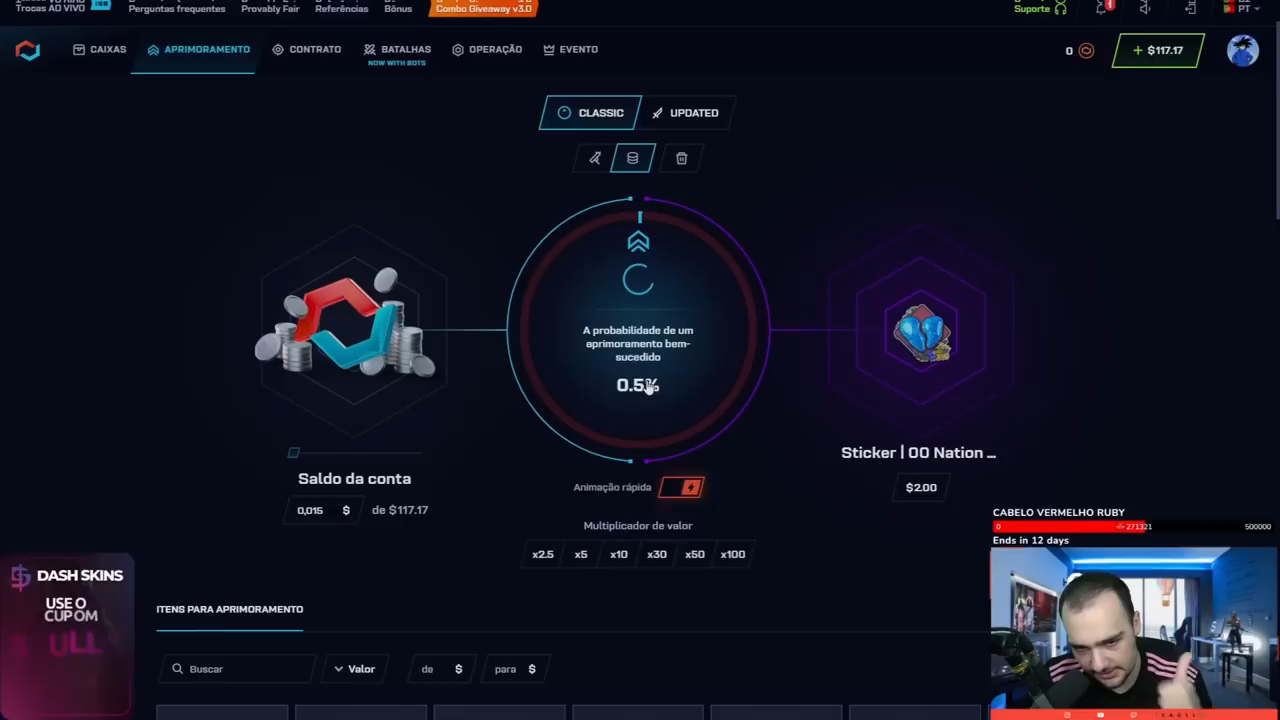 Trocas AO VIVO
Perguntas frequentes
Provably Fair
Referências
Bônus
Combo Giveaway v3.0
Suporte
PT
CAIXAS
APRIMORAMENTO
CONTRATO
BATALHAS
NOW WITH BOTS
OPERAÇÃO
EVENTO
0
+ $117.17
CLASSIC
UPDATED
A probabilidade de um
aprimoramento bem-
sucedido
0.5%
Saldo da conta
0,015 $ de $117.17
Sticker | 00 Nation ...
$2.00
Animação rápida
Multiplicador de valor
x2.5 x5 x10 x30 x50 x100
CABELO VERMELHO RUBY
0 271321 500000
Ends in 12 days
DASH SKINS
USE O
CUPOM
ULL
ITENS PARA APRIMORAMENTO
Buscar
Valor
de $
para $